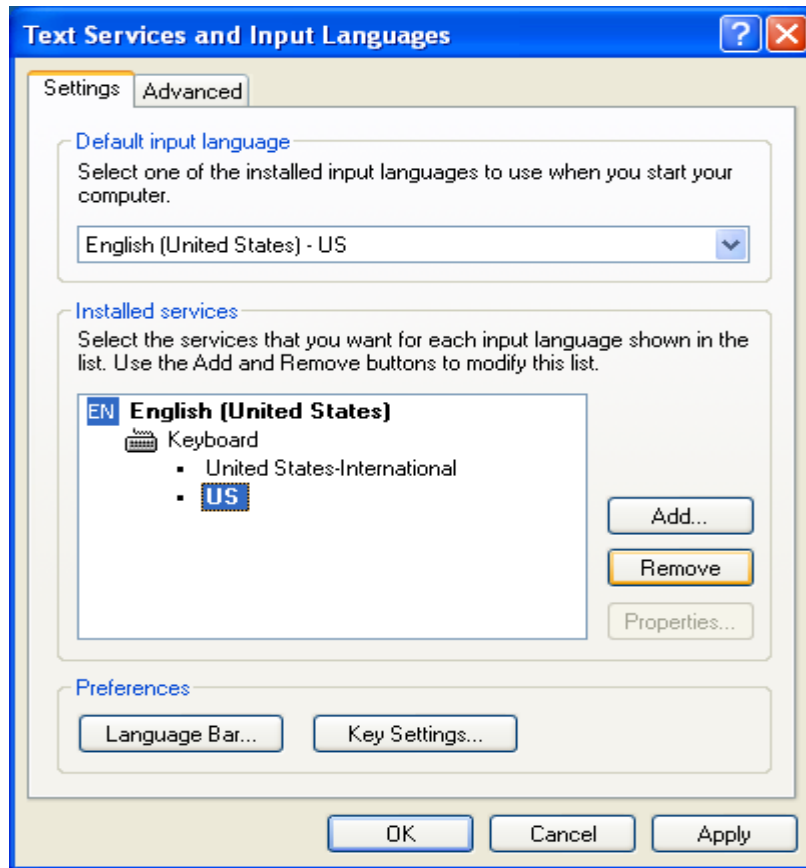 Text Services and Input Languages
Settings
Advanced
Default input language
Select one of the installed input languages to use when you start your
computer.
English (United States) - US
Installed services
Select the services that you want for each input language shown in the
list. Use the Add and Remove buttons to modify this list.
EN English (United States)
Keyboard
United States-International
US
Add...
Remove
Properties...
Preferences
Language Bar...
Key Settings...
OK
Cancel
Apply